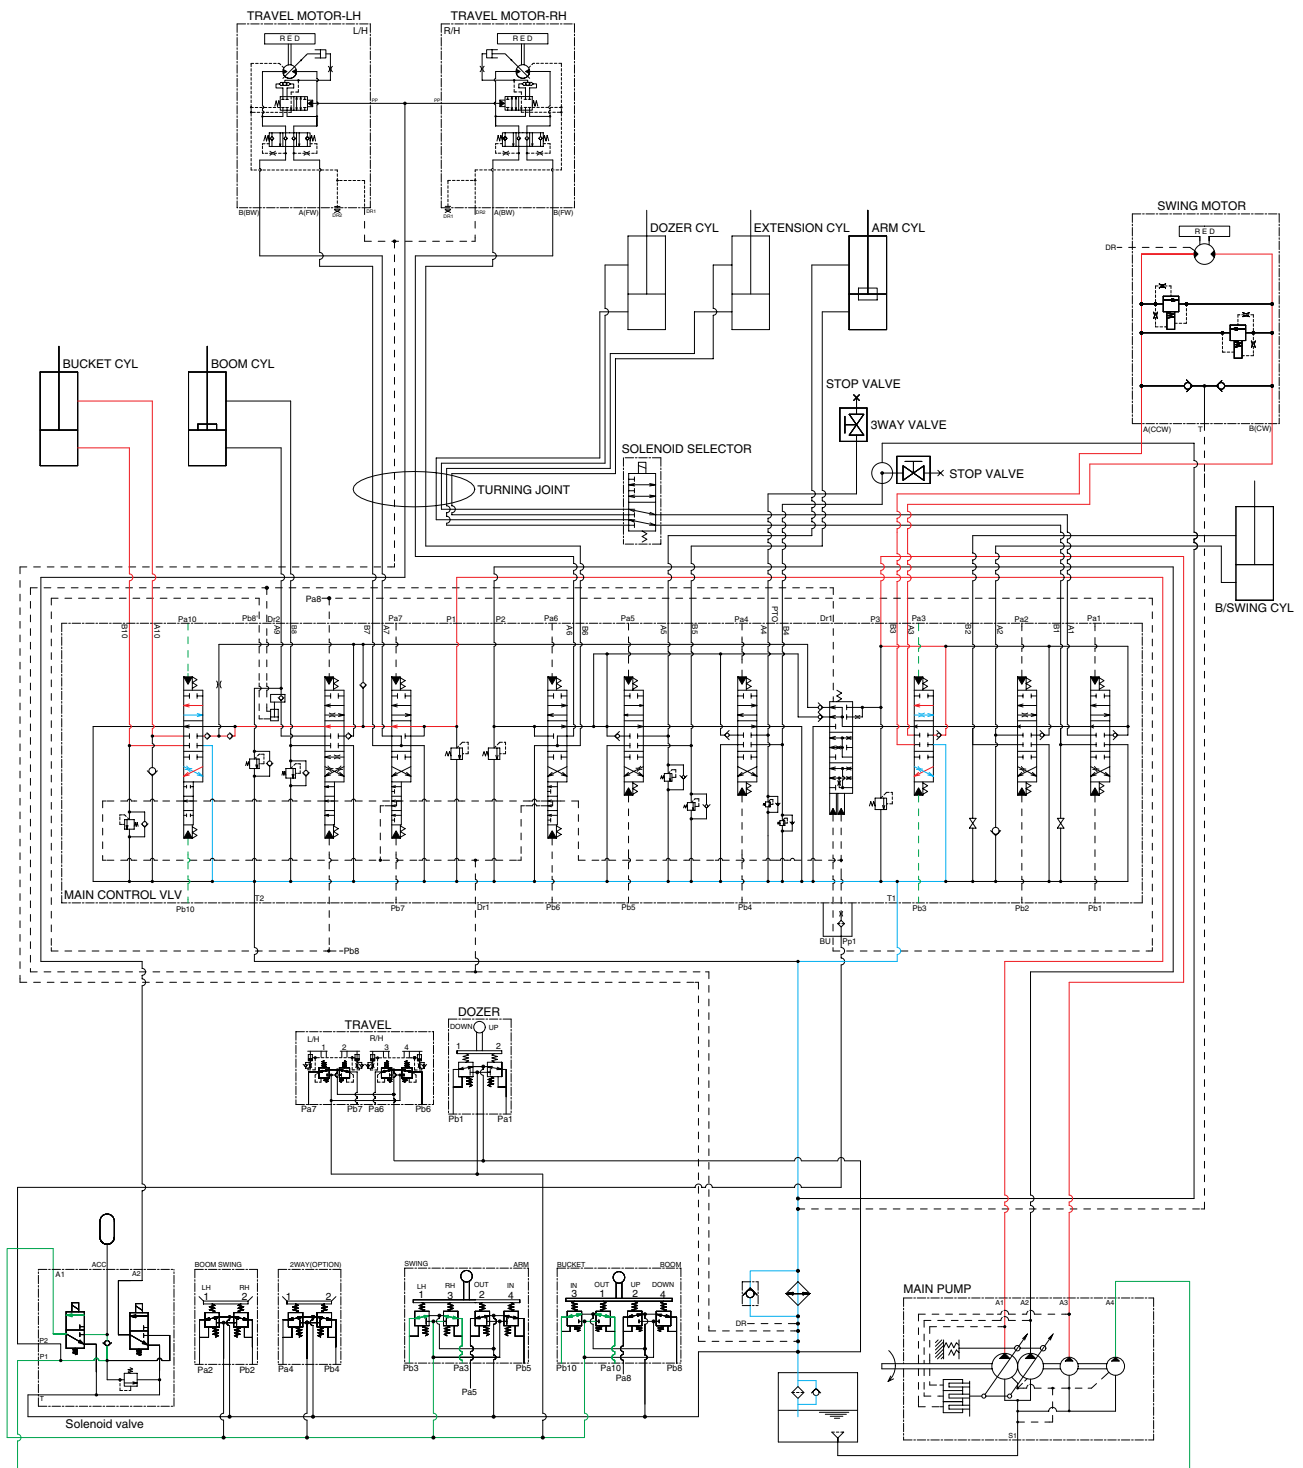 TRAVEL MOTOR-LH
TRAVEL MOTOR-RH
L/H
R/H
RED
RED
PP
PP
B(BW)
A(FW)
DR2
DR1
DR1
DR2
A(BW)
B(FW)
SWING MOTOR
RED
DR
A(CCW)
T
B(CW)
DOZER CYL
EXTENSION CYL
ARM CYL
BUCKET CYL
BOOM CYL
STOP VALVE
3WAY VALVE
SOLENOID SELECTOR
STOP VALVE
TURNING JOINT
B/SWING CYL
Pa8
B10
A10
Pa10
Pb8
Dr2
A9
B8
B7
Pa7
A7
P1
P2
Pa6
A6
B6
Pa5
A5
B5
Pa4
A4
PTO
B4
Dr1
P3
B3
Pa3
A3
B2
A2
Pa2
B1
A1
Pa1
MAIN CONTROL VLV
Pb10
T2
Pb7
Dr1
Pb6
Pb5
Pb4
T1
Pb3
Pb2
Pb1
BU
Pp1
Pb8
TRAVEL
L/H
R/H
1
2
3
4
Pa7
Pb7
Pa6
Pb6
DOZER
DOWN
UP
1
2
Pb1
Pa1
A1
ACC
A2
P2
P1
T
Solenoid valve
BOOM SWING
LH
RH
1
2
Pa2
Pb2
2WAY(OPTION)
1
2
Pa4
Pb4
SWING
ARM
LH
RH
OUT
IN
1
3
2
4
Pb3
Pa3
Pb5
Pa5
BUCKET
BOOM
IN
OUT
UP
DOWN
3
1
2
4
Pb10
Pa10
Pb8
Pa8
DR
MAIN PUMP
A1
A2
A3
A4
S1